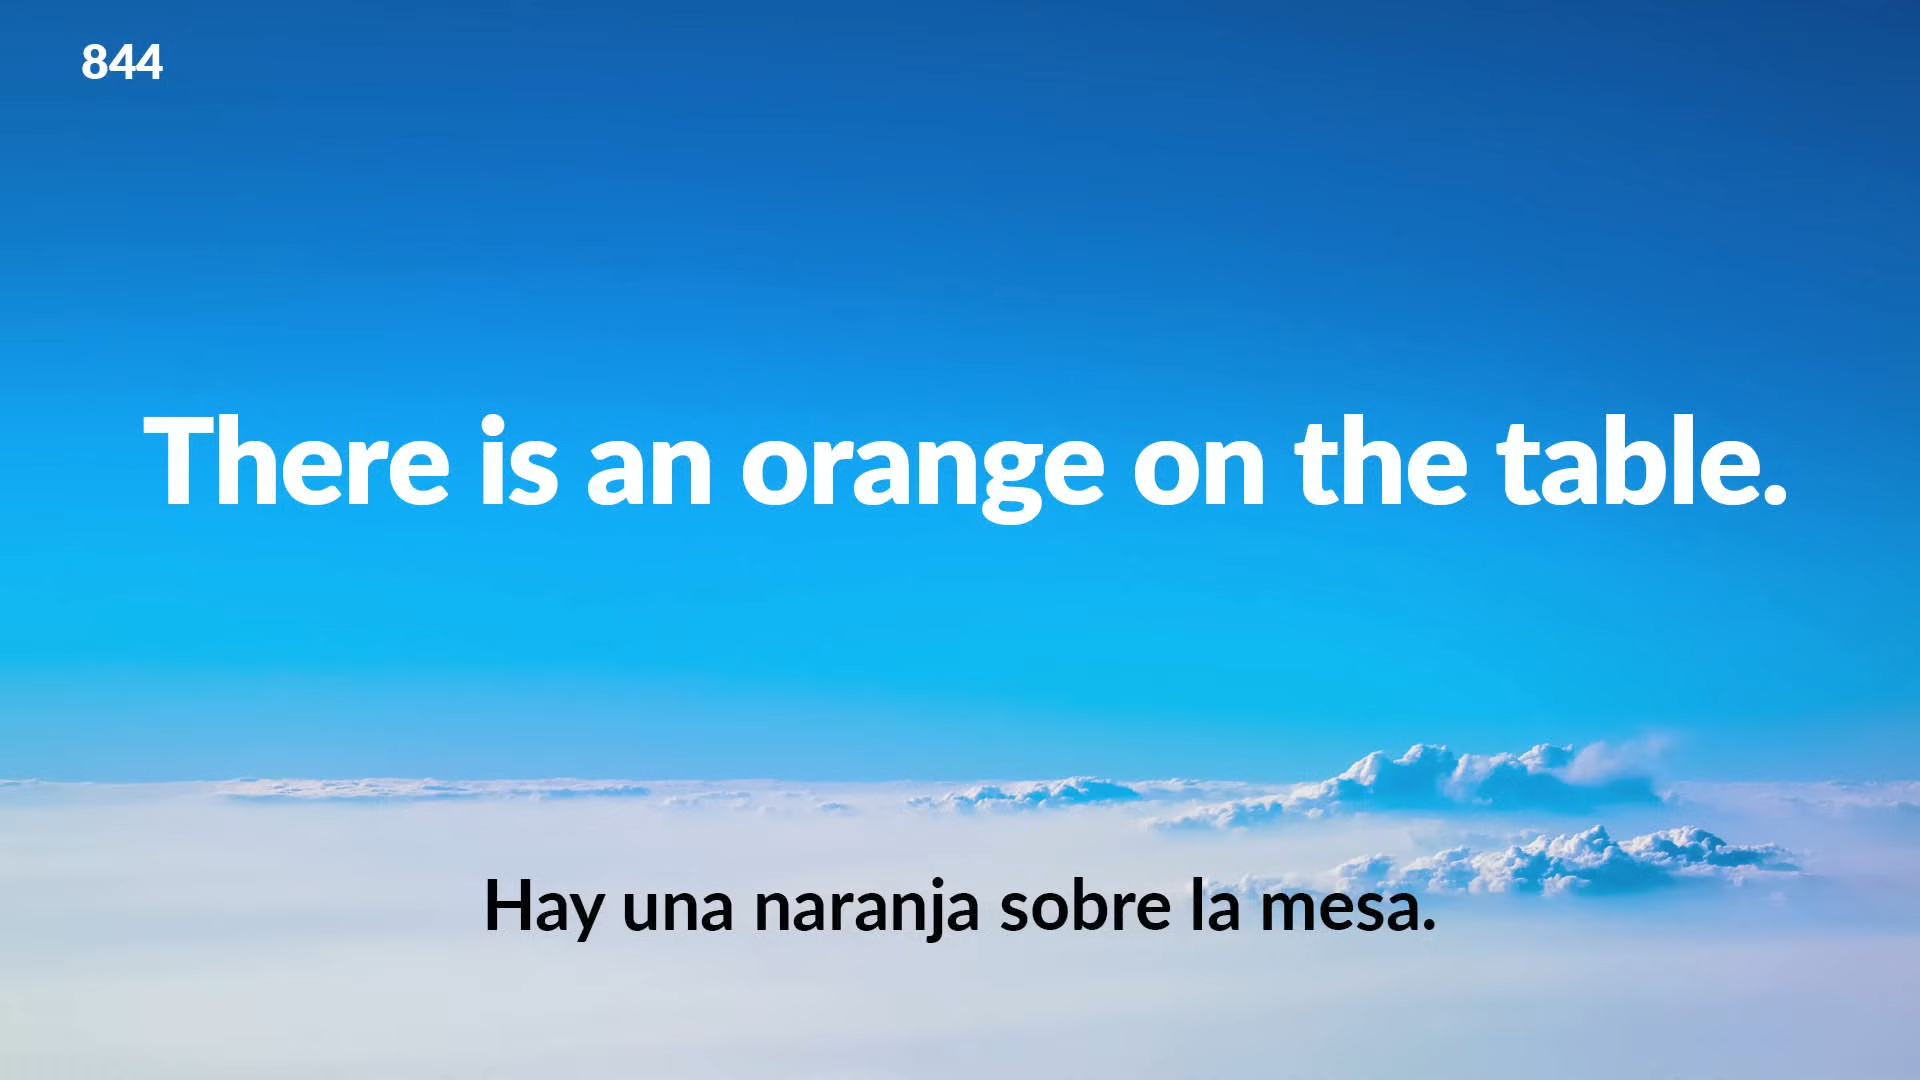 844
There is an orange on the table.
Hay una naranja sobre la mesa.